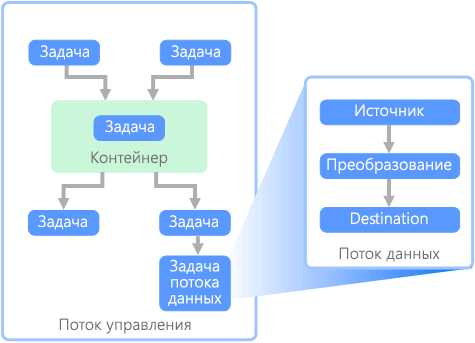 Задача
Задача
Задача
Контейнер
Задача
Задача
Задача
потока
данных
Поток управления
Источник
Преобразование
Destination
Поток данных